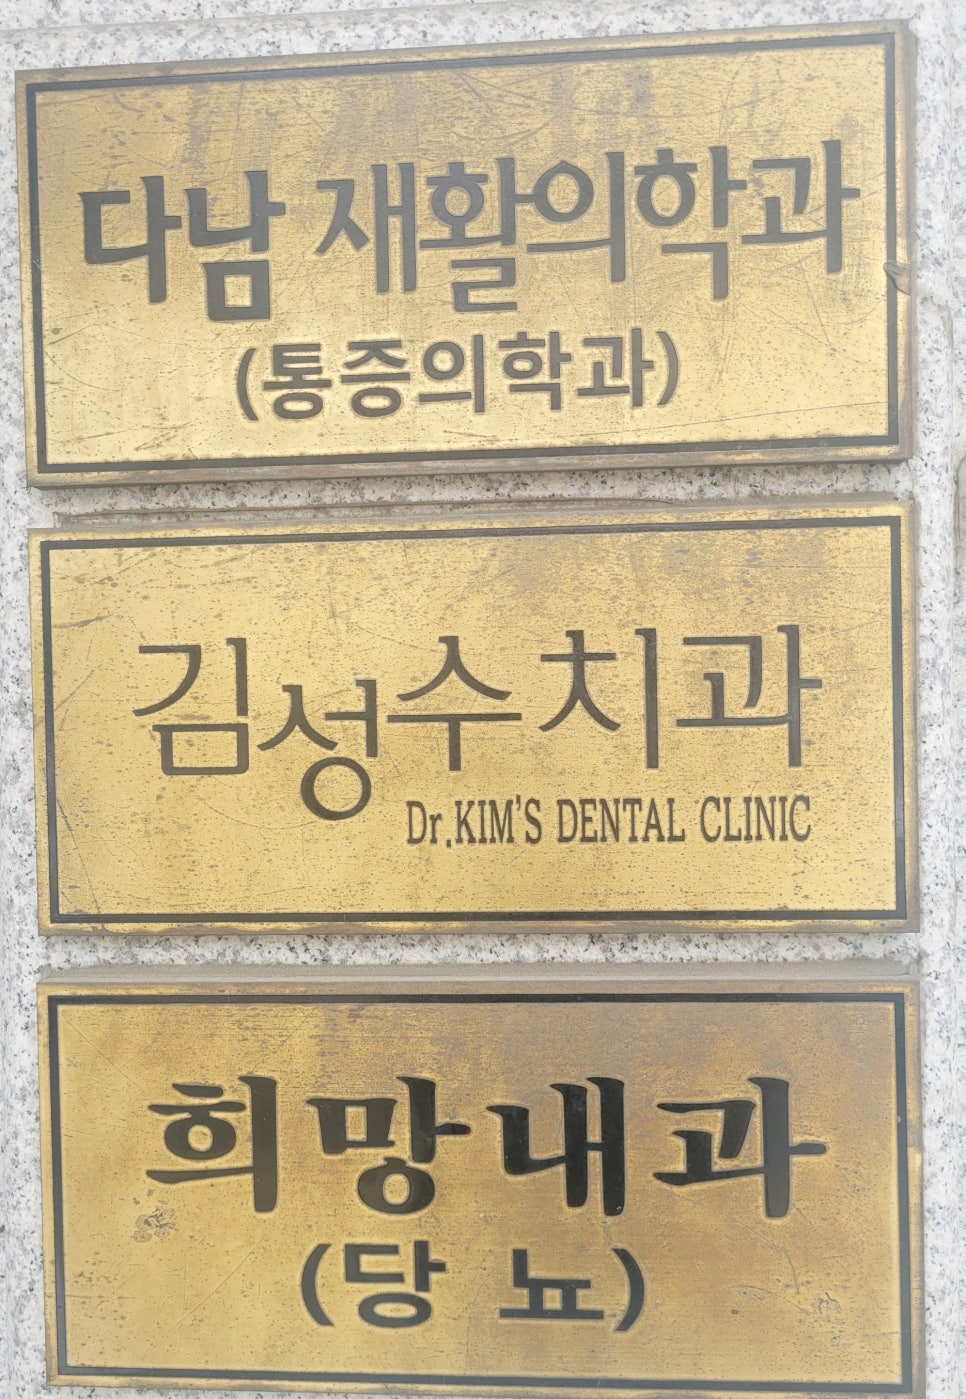 다남 재활의학과
(통증의학과)
김성수치과
Dr.KIM'S DENTAL CLINIC
희망내과
(당 뇨)